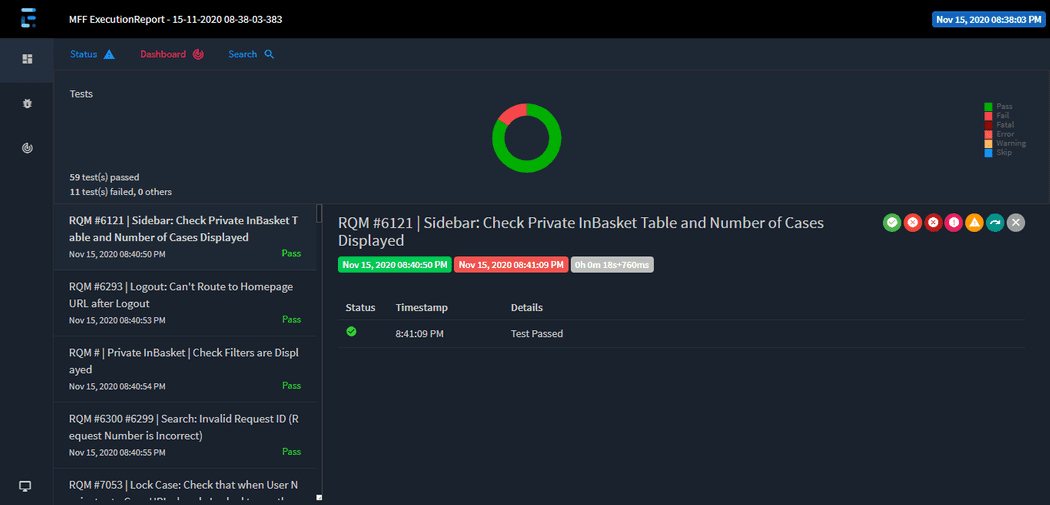 MFF ExecutionReport - 15-11-2020 08-38-03-383
Nov 15, 2020 08:38:03 PM
Status
Dashboard
Search
Tests
59 test(s) passed
11 test(s) failed, 0 others
Pass
Fail
Fatal
Error
Warning
Skip
RQM #6121 | Sidebar: Check Private InBasket T
able and Number of Cases Displayed
Nov 15, 2020 08:40:50 PM
Pass
RQM #6293 | Logout: Can't Route to Homepage
URL after Logout
Nov 15, 2020 08:40:53 PM
Pass
RQM # | Private InBasket | Check Filters are Displ
ayed
Nov 15, 2020 08:40:54 PM
Pass
RQM #6300 #6299 | Search: Invalid Request ID (R
equest Number is Incorrect)
Nov 15, 2020 08:40:55 PM
Pass
RQM #7053 | Lock Case: Check that when User N
RQM #6121 | Sidebar: Check Private InBasket Table and Number of Cases
Displayed
Nov 15, 2020 08:40:50 PM
Nov 15, 2020 08:41:09 PM
0h 0m 18s+760ms
Status
Timestamp
Details
8:41:09 PM
Test Passed